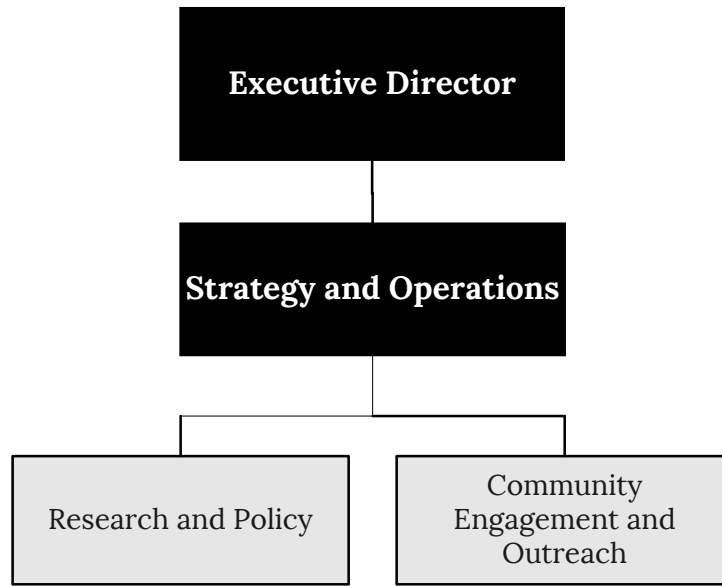 Executive Director
Strategy and Operations
Research and Policy
Community
Engagement and
Outreach